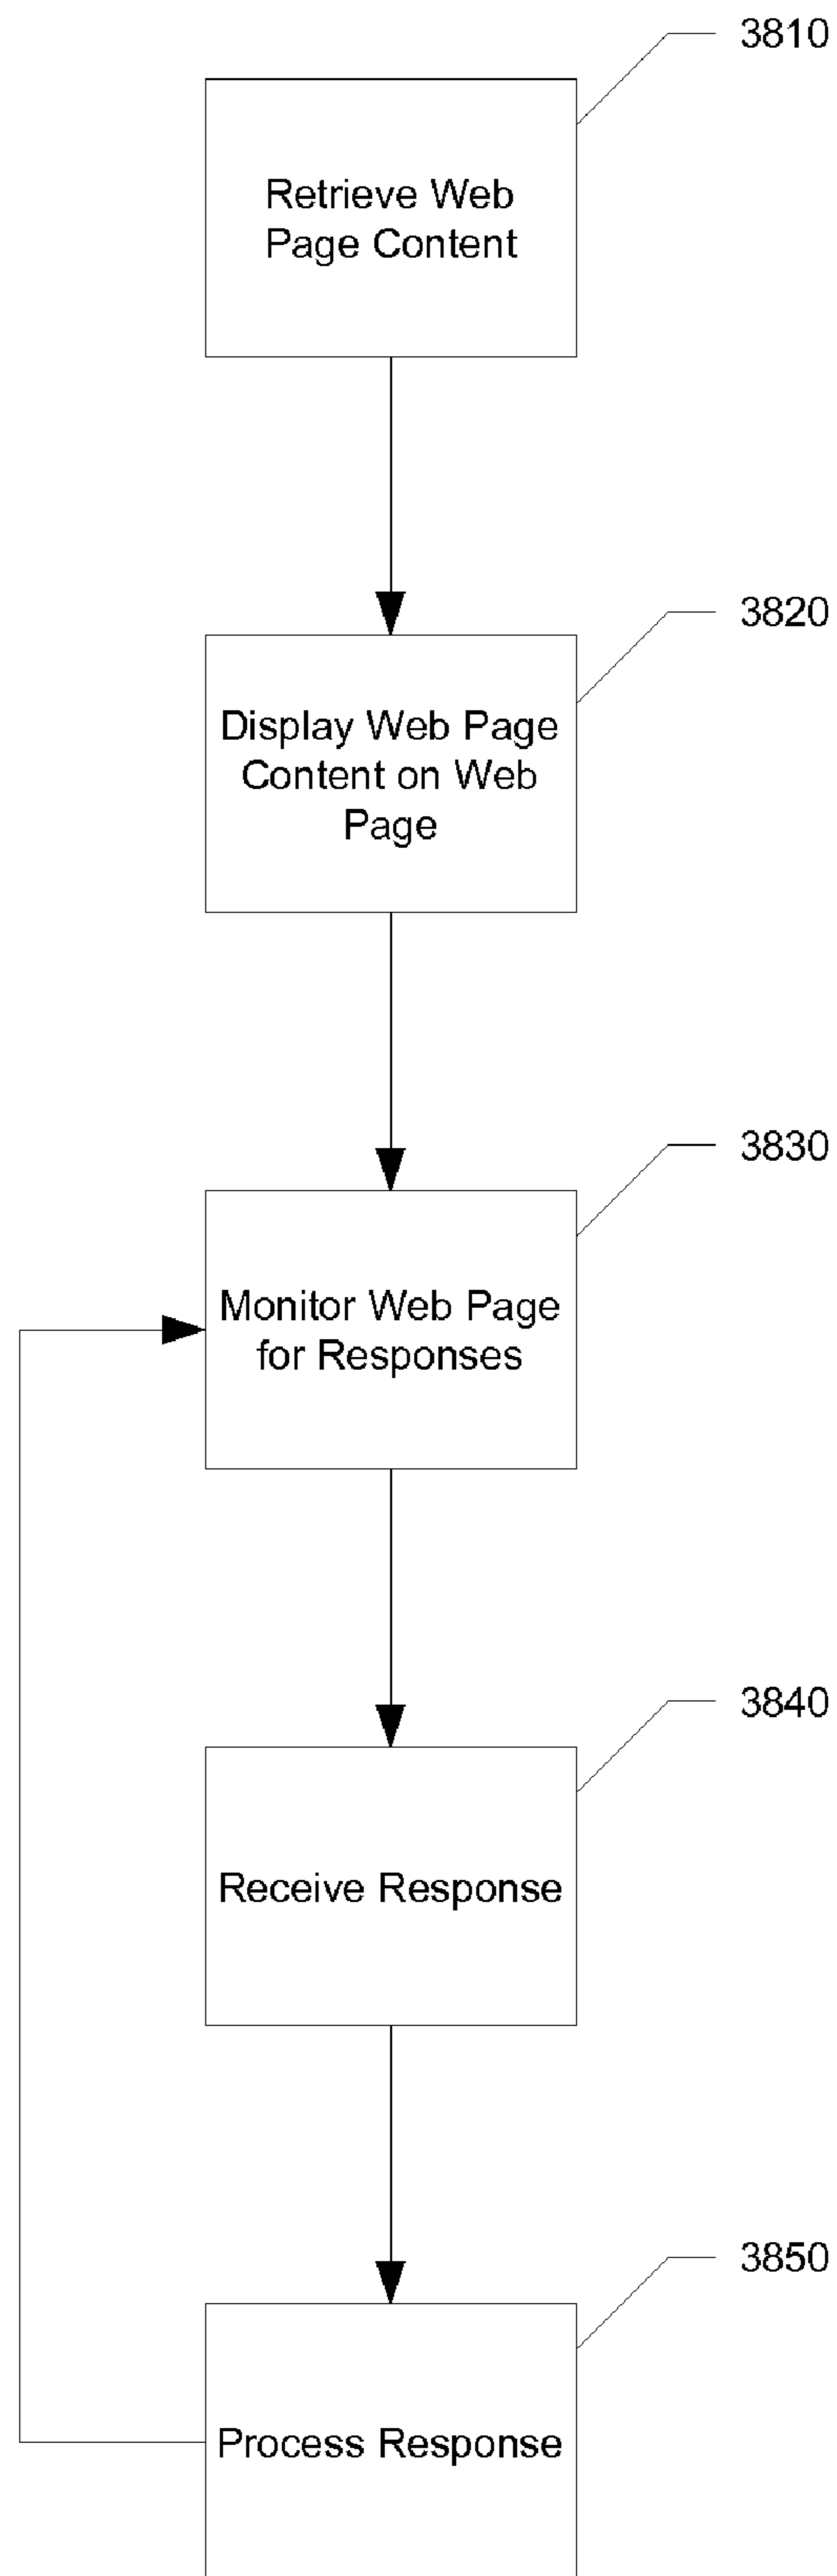 3810
Retrieve Web
Page Content
3820
Display Web Page
Content on Web
Page
3830
Monitor Web Page
for Responses
3840
Receive Response
3850
Process Response